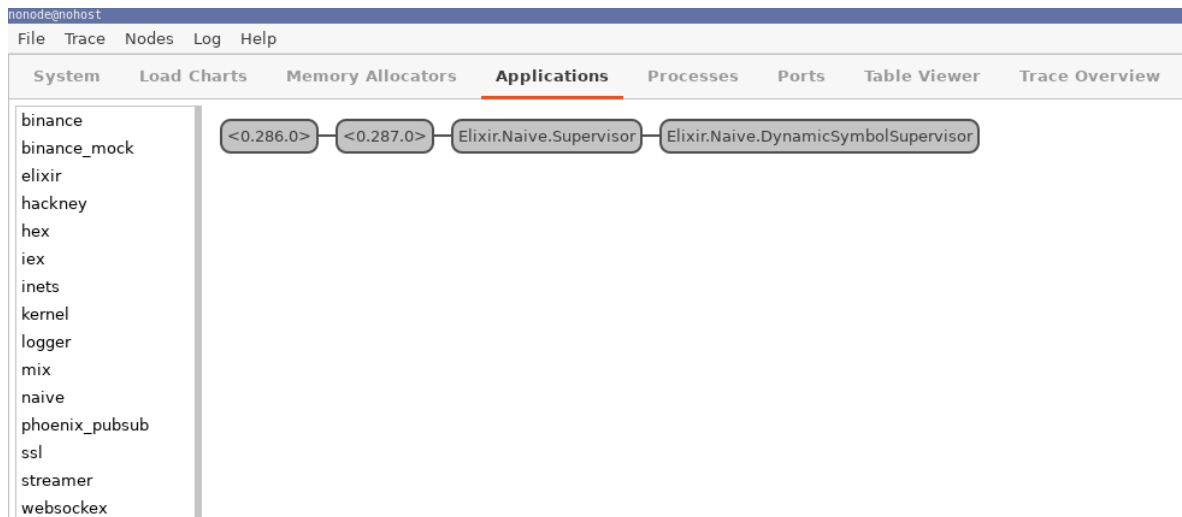 nonode@nohost
File Trace Nodes Log Help
System Load Charts Memory Allocators Applications Processes Ports Table Viewer Trace Overview
binance
binance_mock
elixir
hackney
hex
iex
inets
kernel
logger
mix
naive
phoenix_pubsub
ssl
streamer
websockex
<0.286.0> <0.287.0> Elixir.Naive.Supervisor Elixir.Naive.DynamicSymbolSupervisor